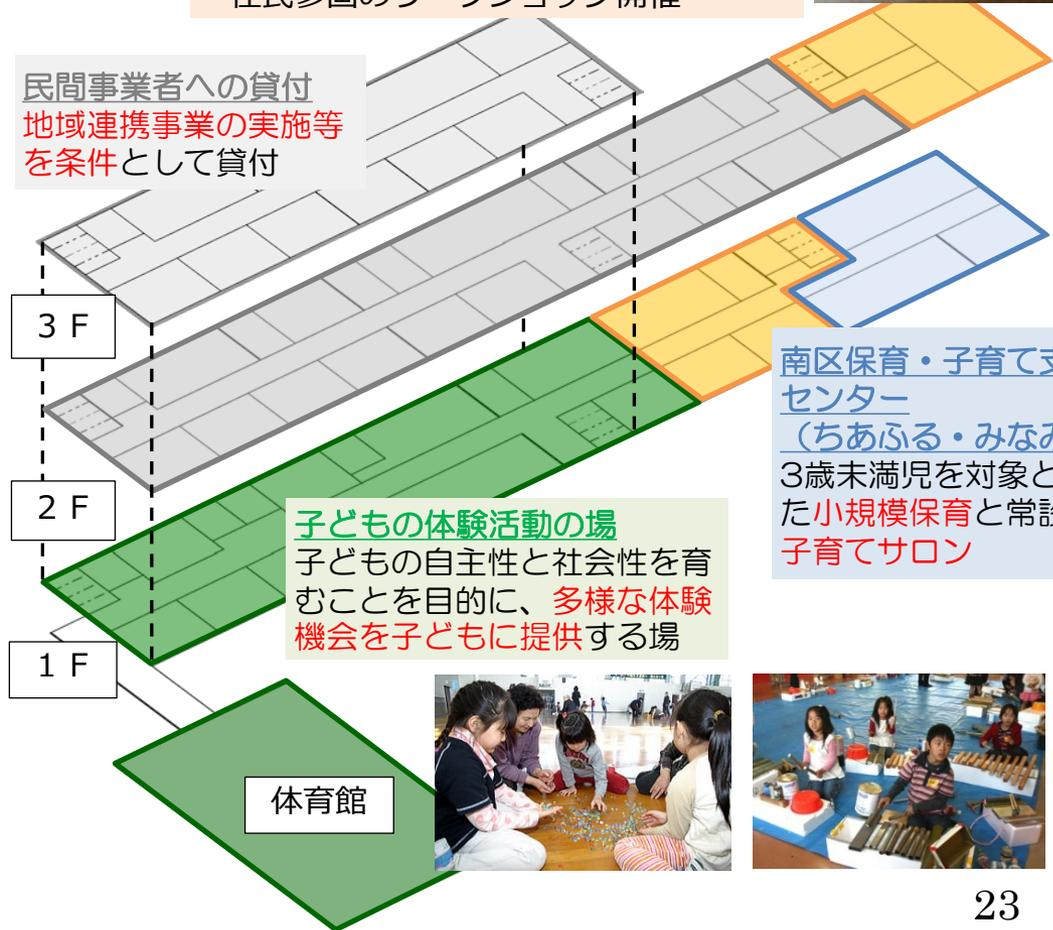 住民参画のワークショップ開催
民間事業者への貸付
地域連携事業の実施等
を条件として貸付
3 F
2 F
1 F
南区保育・子育て支
センター
（ちあふる・みなみ
3歳未満児を対象と
た小規模保育と常設
子育てサロン
子どもの体験活動の場
子どもの自主性と社会性を育
むことを目的に、多様な体験
機会を子どもに提供する場
体育館
23